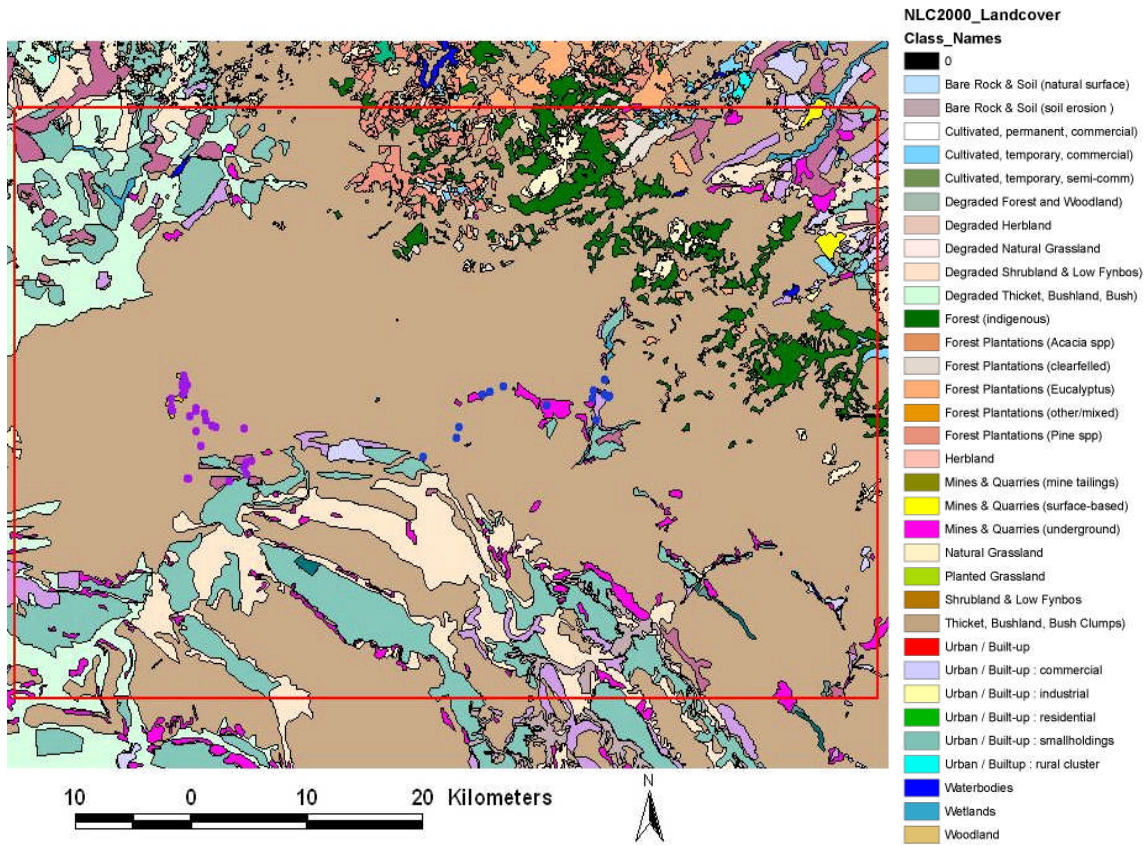 NLC2000_Landcover
Class_Names
0
Bare Rock & Soil (natural surface)
Bare Rock & Soil (soil erosion )
Cultivated, permanent, commercial)
Cultivated, temporary, commercial)
Cultivated, temporary, semi-comm)
Degraded Forest and Woodland)
Degraded Herbland
Degraded Natural Grassland
Degraded Shrubland & Low Fynbos)
Degraded Thicket, Bushland, Bush)
Forest (indigenous)
Forest Plantations (Acacia spp)
Forest Plantations (clearfelled)
Forest Plantations (Eucalyptus)
Forest Plantations (other/mixed)
Forest Plantations (Pine spp)
Herbland
Mines & Quarries (mine tailings)
Mines & Quarries (surface-based)
Mines & Quarries (underground)
Natural Grassland
Planted Grassland
Shrubland & Low Fynbos
Thicket, Bushland, Bush Clumps)
Urban / Built-up
Urban / Built-up : commercial
Urban / Built-up : industrial
Urban / Built-up : residential
Urban / Built-up : smallholdings
Urban / Builtup : rural cluster
Waterbodies
Wetlands
Woodland
10 0 10 20 Kilometers
N